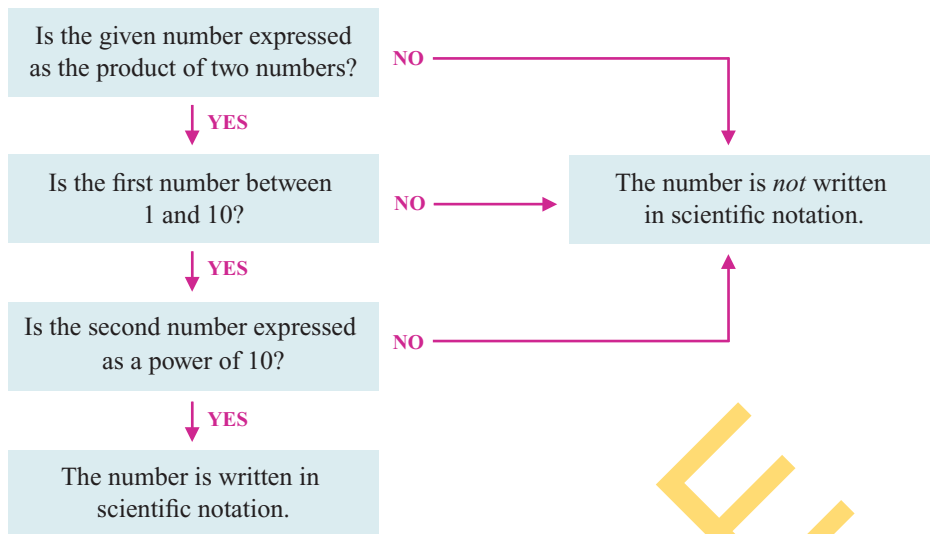 Is the given number expressed
as the product of two numbers?
NO
YES
Is the first number between
1 and 10?
NO
The number is not written
in scientific notation.
YES
Is the second number expressed
as a power of 10?
NO
YES
The number is written in
scientific notation.